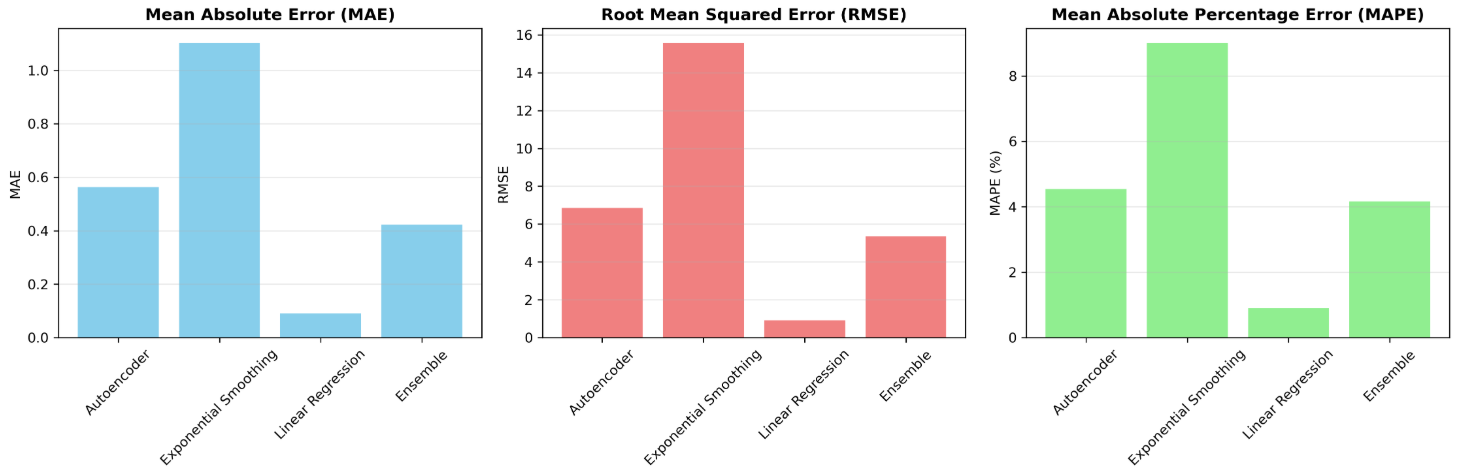 Mean Absolute Error (MAE)
MAE
1.0
0.8
0.6
0.4
0.2
0.0
Autoencoder
Exponential Smoothing
Linear Regression
Ensemble
Root Mean Squared Error (RMSE)
RMSE
16
14
12
10
8
6
4
2
0
Autoencoder
Exponential Smoothing
Linear Regression
Ensemble
Mean Absolute Percentage Error (MAPE)
MAPE (%)
8
6
4
2
0
Autoencoder
Exponential Smoothing
Linear Regression
Ensemble